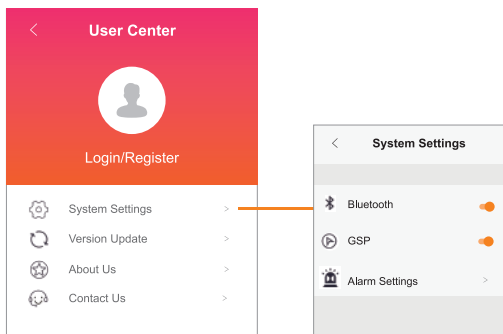 User Center
Login/Register
System Settings
Version Update
About Us
Contact Us
System Settings
Bluetooth
GSP
Alarm Settings